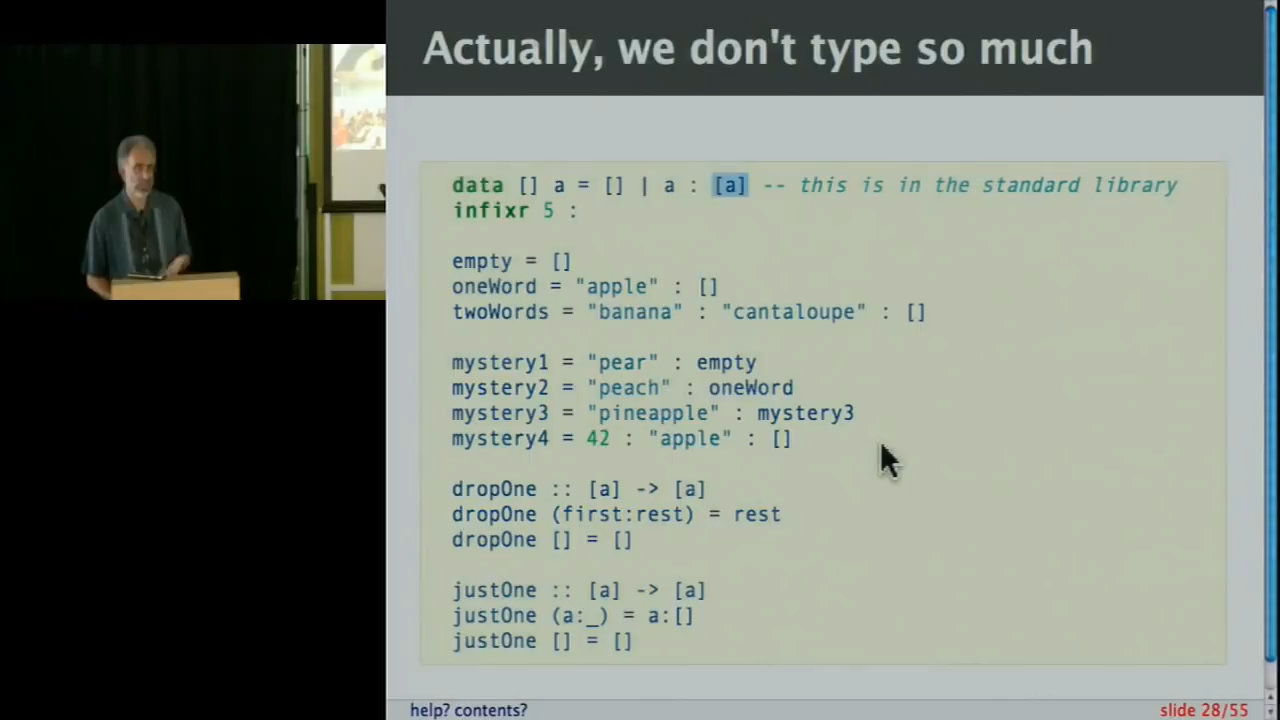 Actually, we don't type so much
data [] a = [] | a : [a] -- this is in the standard library
infixr 5 :
empty = []
oneWord = "apple" : []
twoWords = "banana" : "cantaloupe" : []
mystery1 = "pear" : empty
mystery2 = "peach" : oneWord
mystery3 = "pineapple" : mystery3
mystery4 = 42 : "apple" : []
dropOne :: [a] -> [a]
dropOne (first:rest) = rest
dropOne [] = []
justOne :: [a] -> [a]
justOne (a:_) = a:[]
justOne [] = []
help? contents?
slide 28/55